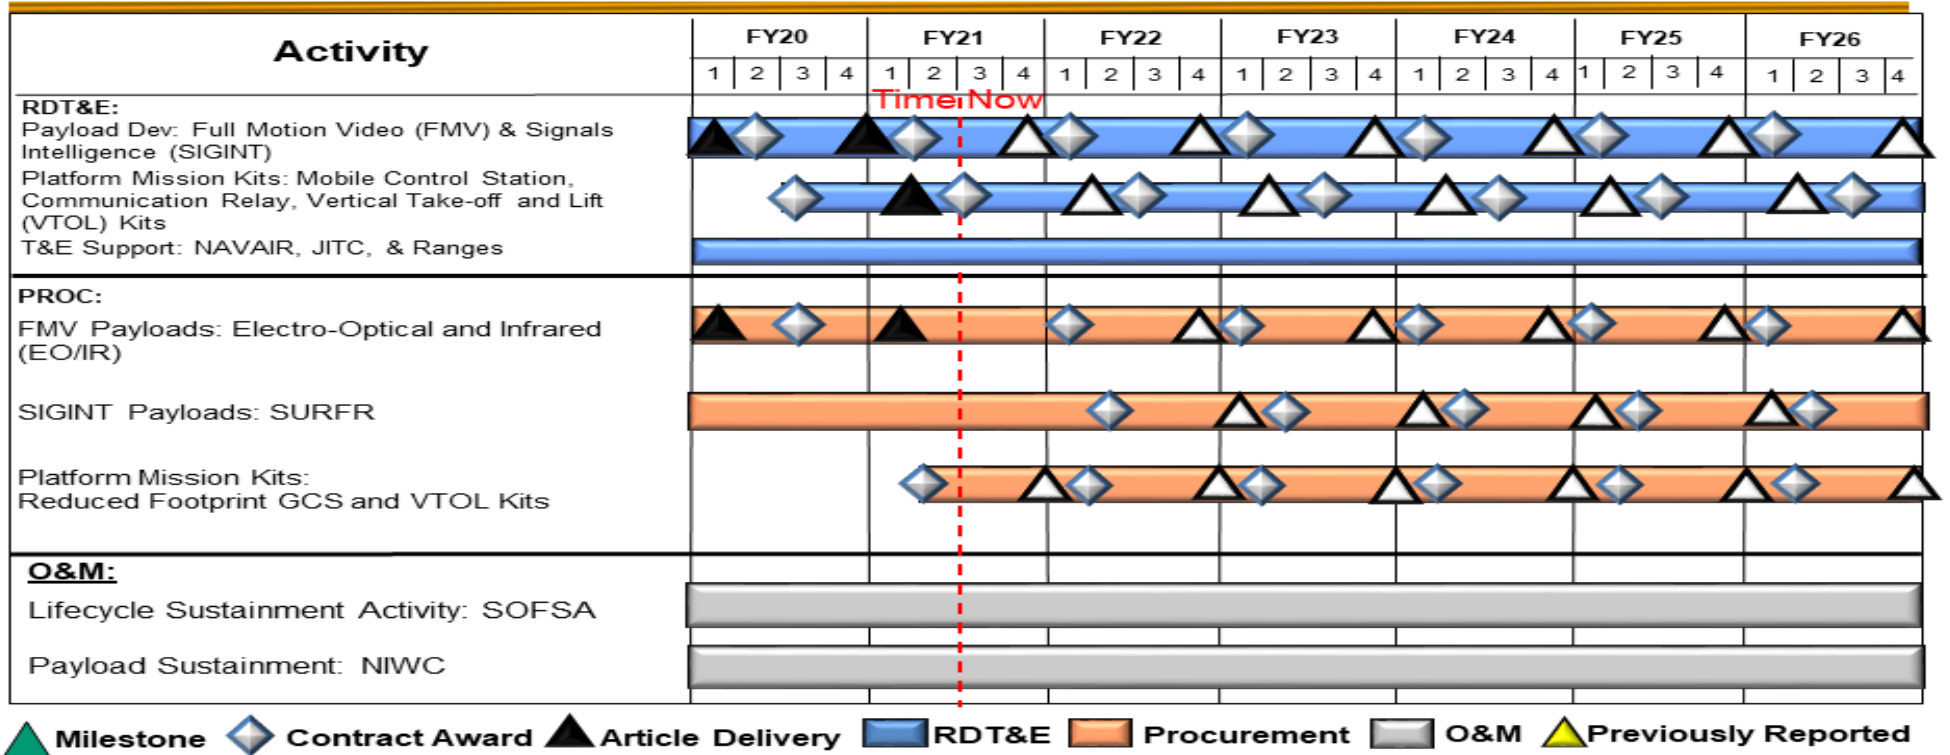 Activity
FY20 FY21 FY22 FY23 FY24 FY25 FY26
1 2 3 4 1 2 3 4 1 2 3 4 1 2 3 4 1 2 3 4 1 2 3 4 1 2 3 4
Time Now
RDT&E:
Payload Dev: Full Motion Video (FMV) & Signals
Intelligence (SIGINT)
Platform Mission Kits: Mobile Control Station,
Communication Relay, Vertical Take-off and Lift
(VTOL) Kits
T&E Support: NAVAIR, JITC, & Ranges
PROC:
FMV Payloads: Electro-Optical and Infrared
(EO/IR)
SIGINT Payloads: SURFR
Platform Mission Kits:
Reduced Footprint GCS and VTOL Kits
O&M:
Lifecycle Sustainment Activity: SOFSA
Payload Sustainment: NIWC
Milestone Contract Award Article Delivery RDT&E Procurement O&M Previously Reported